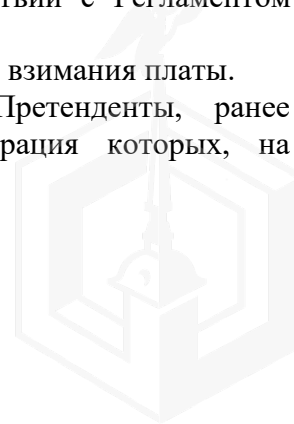 ствии с Регламентом
взимания платы.
Претенденты, ранее
рация которых, на